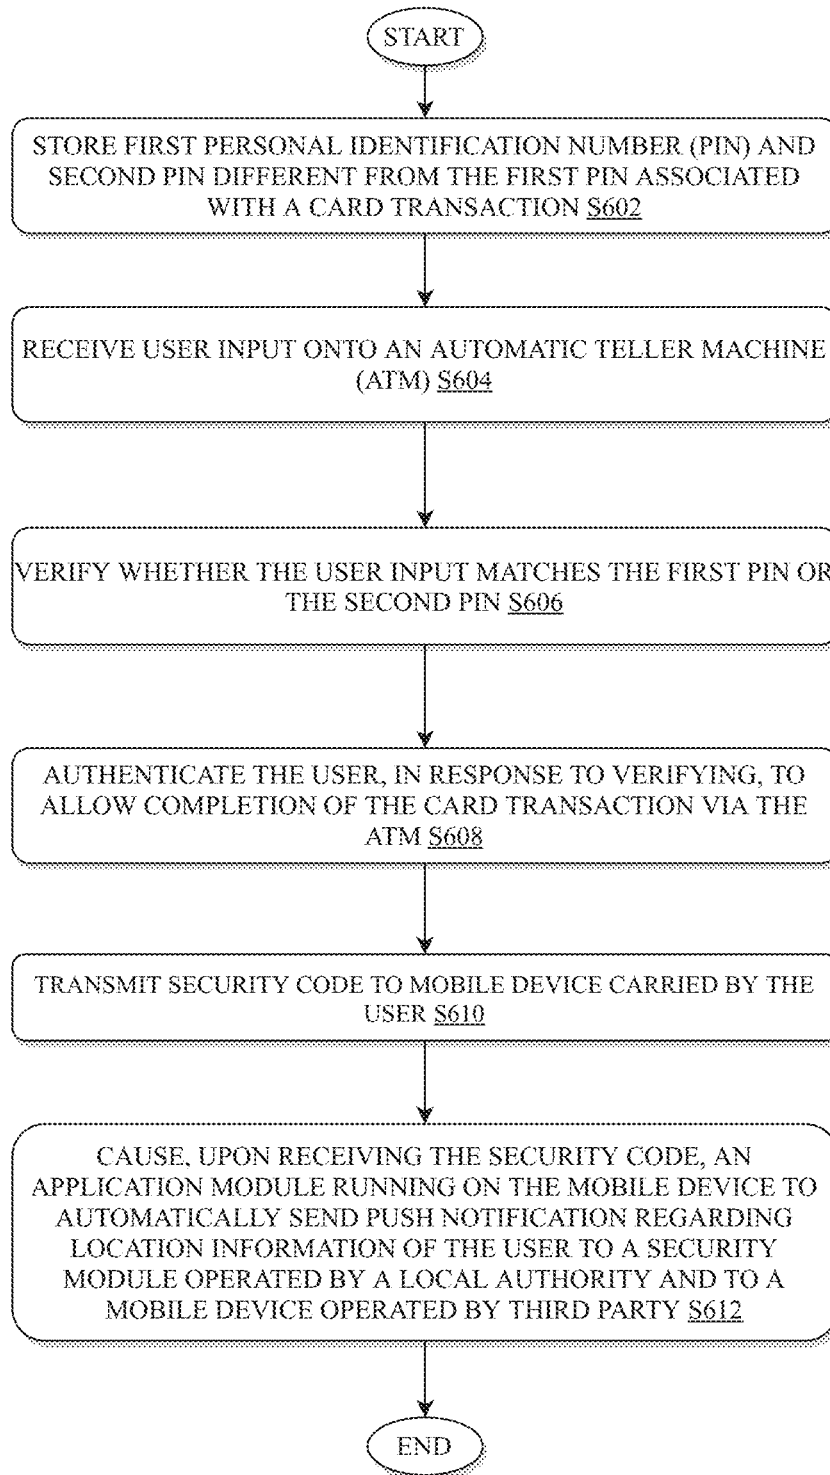 START
STORE FIRST PERSONAL IDENTIFICATION NUMBER (PIN) AND
SECOND PIN DIFFERENT FROM THE FIRST PIN ASSOCIATED
WITH A CARD TRANSACTION S602
RECEIVE USER INPUT ONTO AN AUTOMATIC TELLER MACHINE
(ATM) S604
VERIFY WHETHER THE USER INPUT MATCHES THE FIRST PIN OR
THE SECOND PIN S606
AUTHENTICATE THE USER, IN RESPONSE TO VERIFYING, TO
ALLOW COMPLETION OF THE CARD TRANSACTION VIA THE
ATM S608
TRANSMIT SECURITY CODE TO MOBILE DEVICE CARRIED BY THE
USER S610
CAUSE, UPON RECEIVING THE SECURITY CODE, AN
APPLICATION MODULE RUNNING ON THE MOBILE DEVICE TO
AUTOMATICALLY SEND PUSH NOTIFICATION REGARDING
LOCATION INFORMATION OF THE USER TO A SECURITY
MODULE OPERATED BY A LOCAL AUTHORITY AND TO A
MOBILE DEVICE OPERATED BY THIRD PARTY S612
END